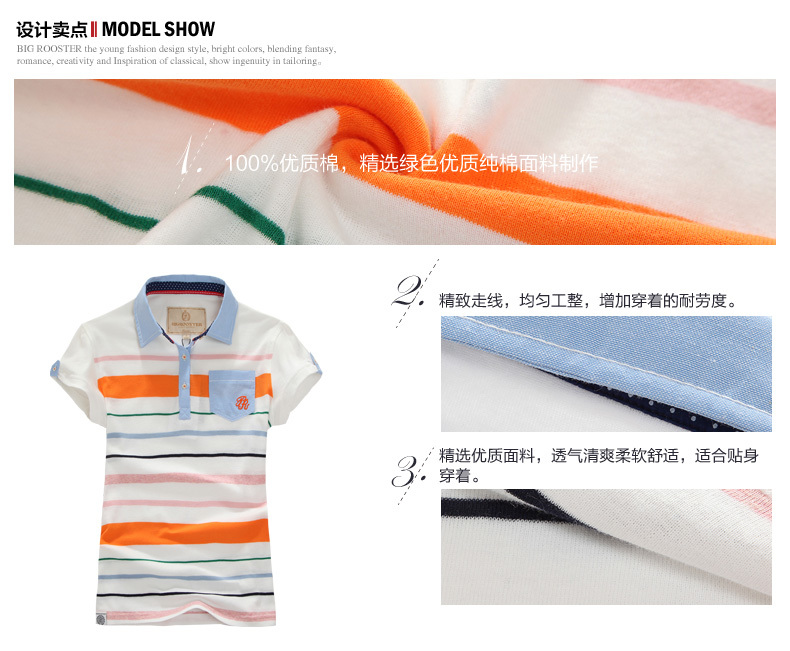 设计卖点 MODEL SHOW
BIG ROOSTER the young fashion design style, bright colors, blending fantasy,
romance, creativity and Inspiration of classical, show ingenuity in tailoring。
1. 100%优质棉，精选绿色优质纯棉面料制作
2. 精致走线，均匀工整，增加穿着的耐劳度。
3. 精选优质面料，透气清爽柔软舒适，适合贴身
穿着。